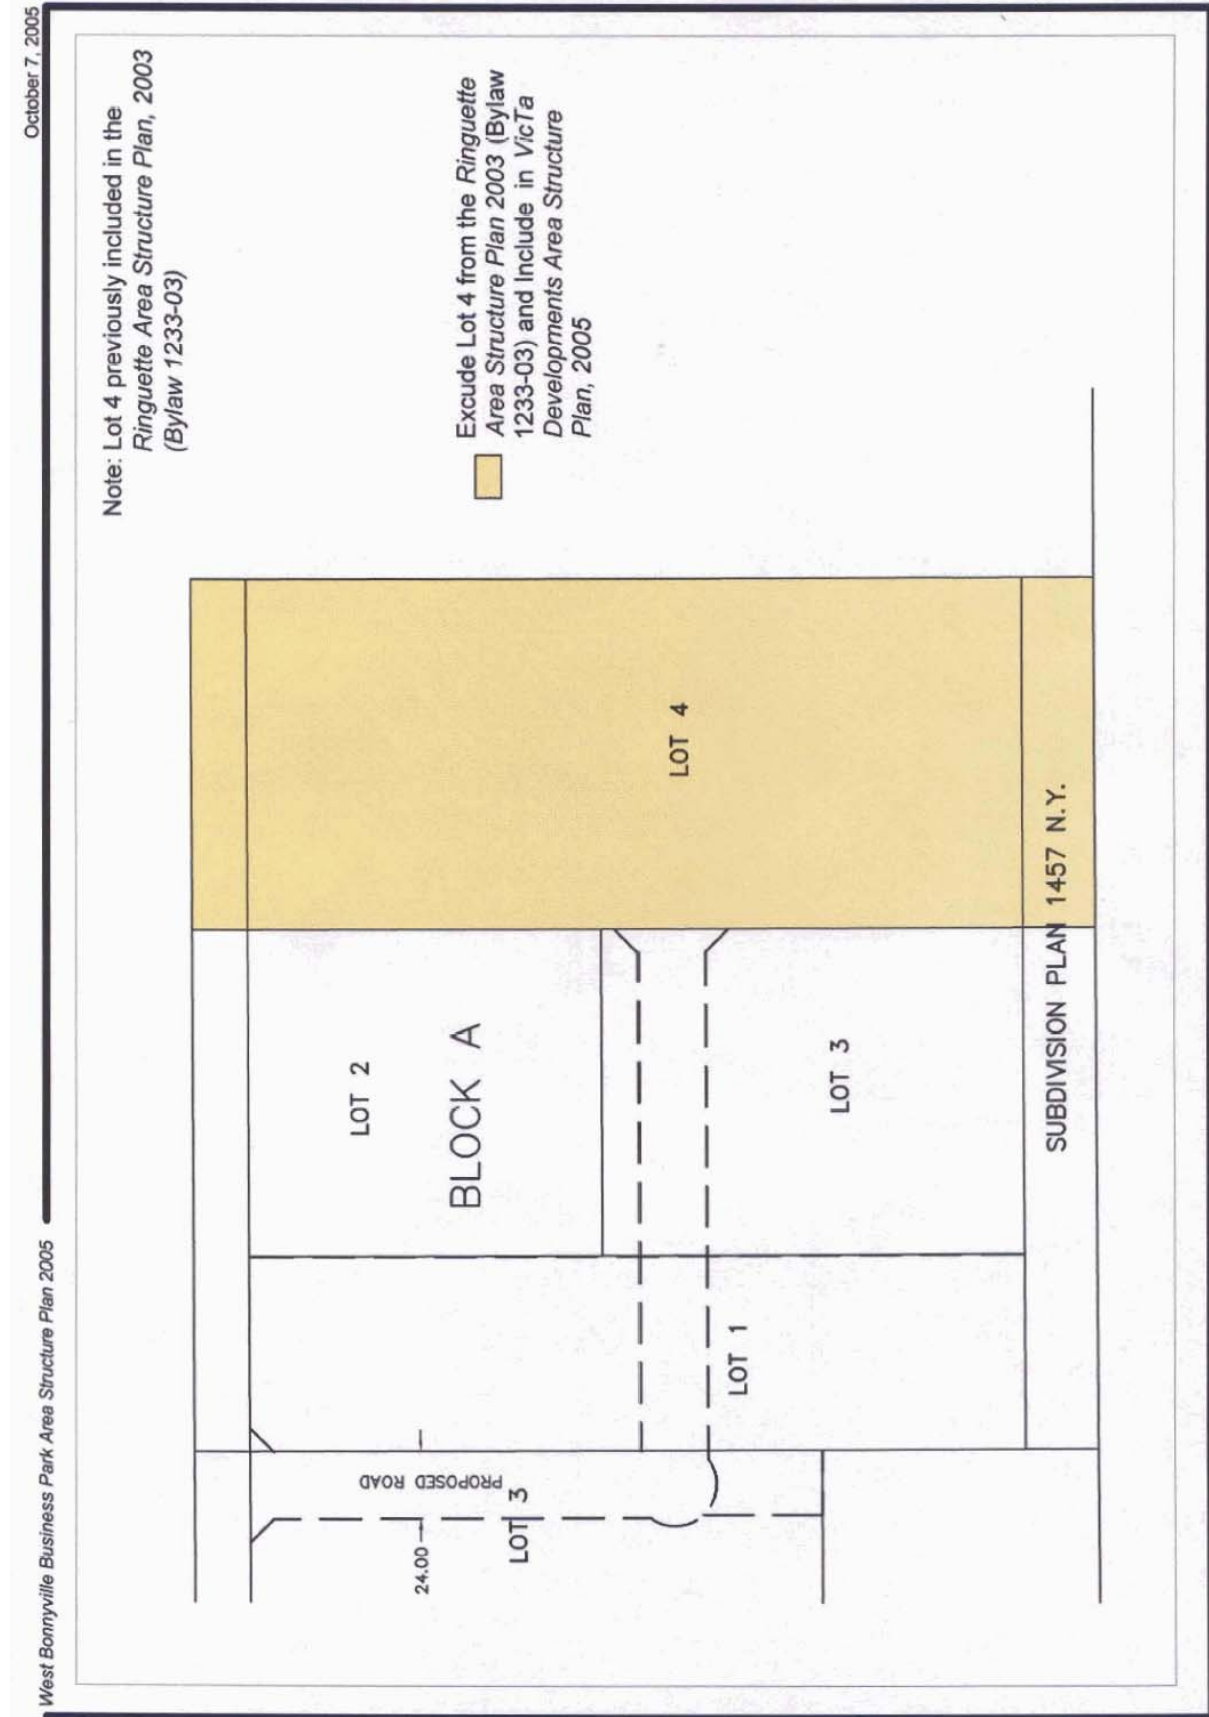 West Bonnyville Business Park Area Structure Plan 2005
October 7, 2005
Note: Lot 4 previously included in the
Ringuette Area Structure Plan, 2003
(Bylaw 1233-03)
Excude Lot 4 from the Ringuette
Area Structure Plan 2003 (Bylaw
1233-03) and Include in VicTa
Developments Area Structure
Plan, 2005
LOT 2
BLOCK A
24.00
PROPOSED ROAD
LOT 3
LOT 4
LOT 1
LOT 3
SUBDIVISION PLAN 1457 N.Y.